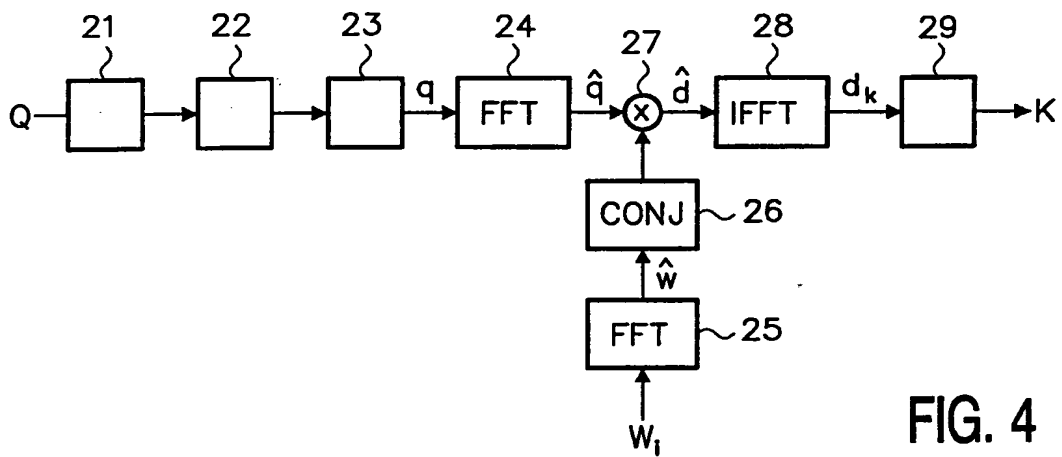 21 22 23 24 27 28 29
Q q FFT q̂ x d̂ IFFT dₖ K
CONJ 26
ŵ
FFT 25
Wᵢ
FIG. 4